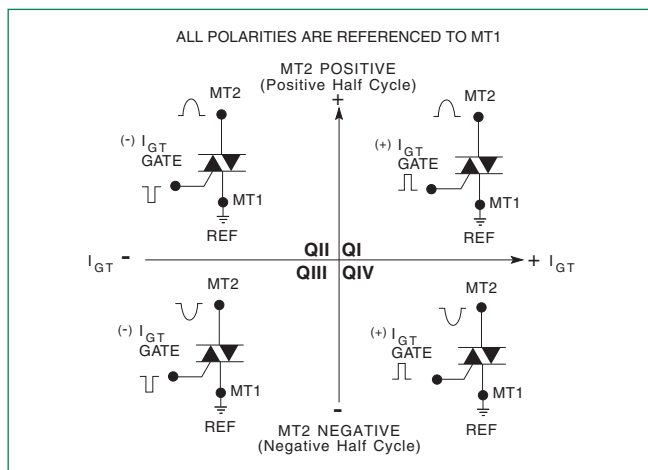 ALL POLARITIES ARE REFERENCED TO MT1
MT2 POSITIVE
(Positive Half Cycle)
+
MT2
(-) IGT
GATE
MT1
REF
MT2
(+) IGT
GATE
MT1
REF
QII QI
IGT -
+ IGT
QIII QIV
MT2
(-) IGT
GATE
MT1
REF
MT2
(+) IGT
GATE
MT1
REF
-
MT2 NEGATIVE
(Negative Half Cycle)